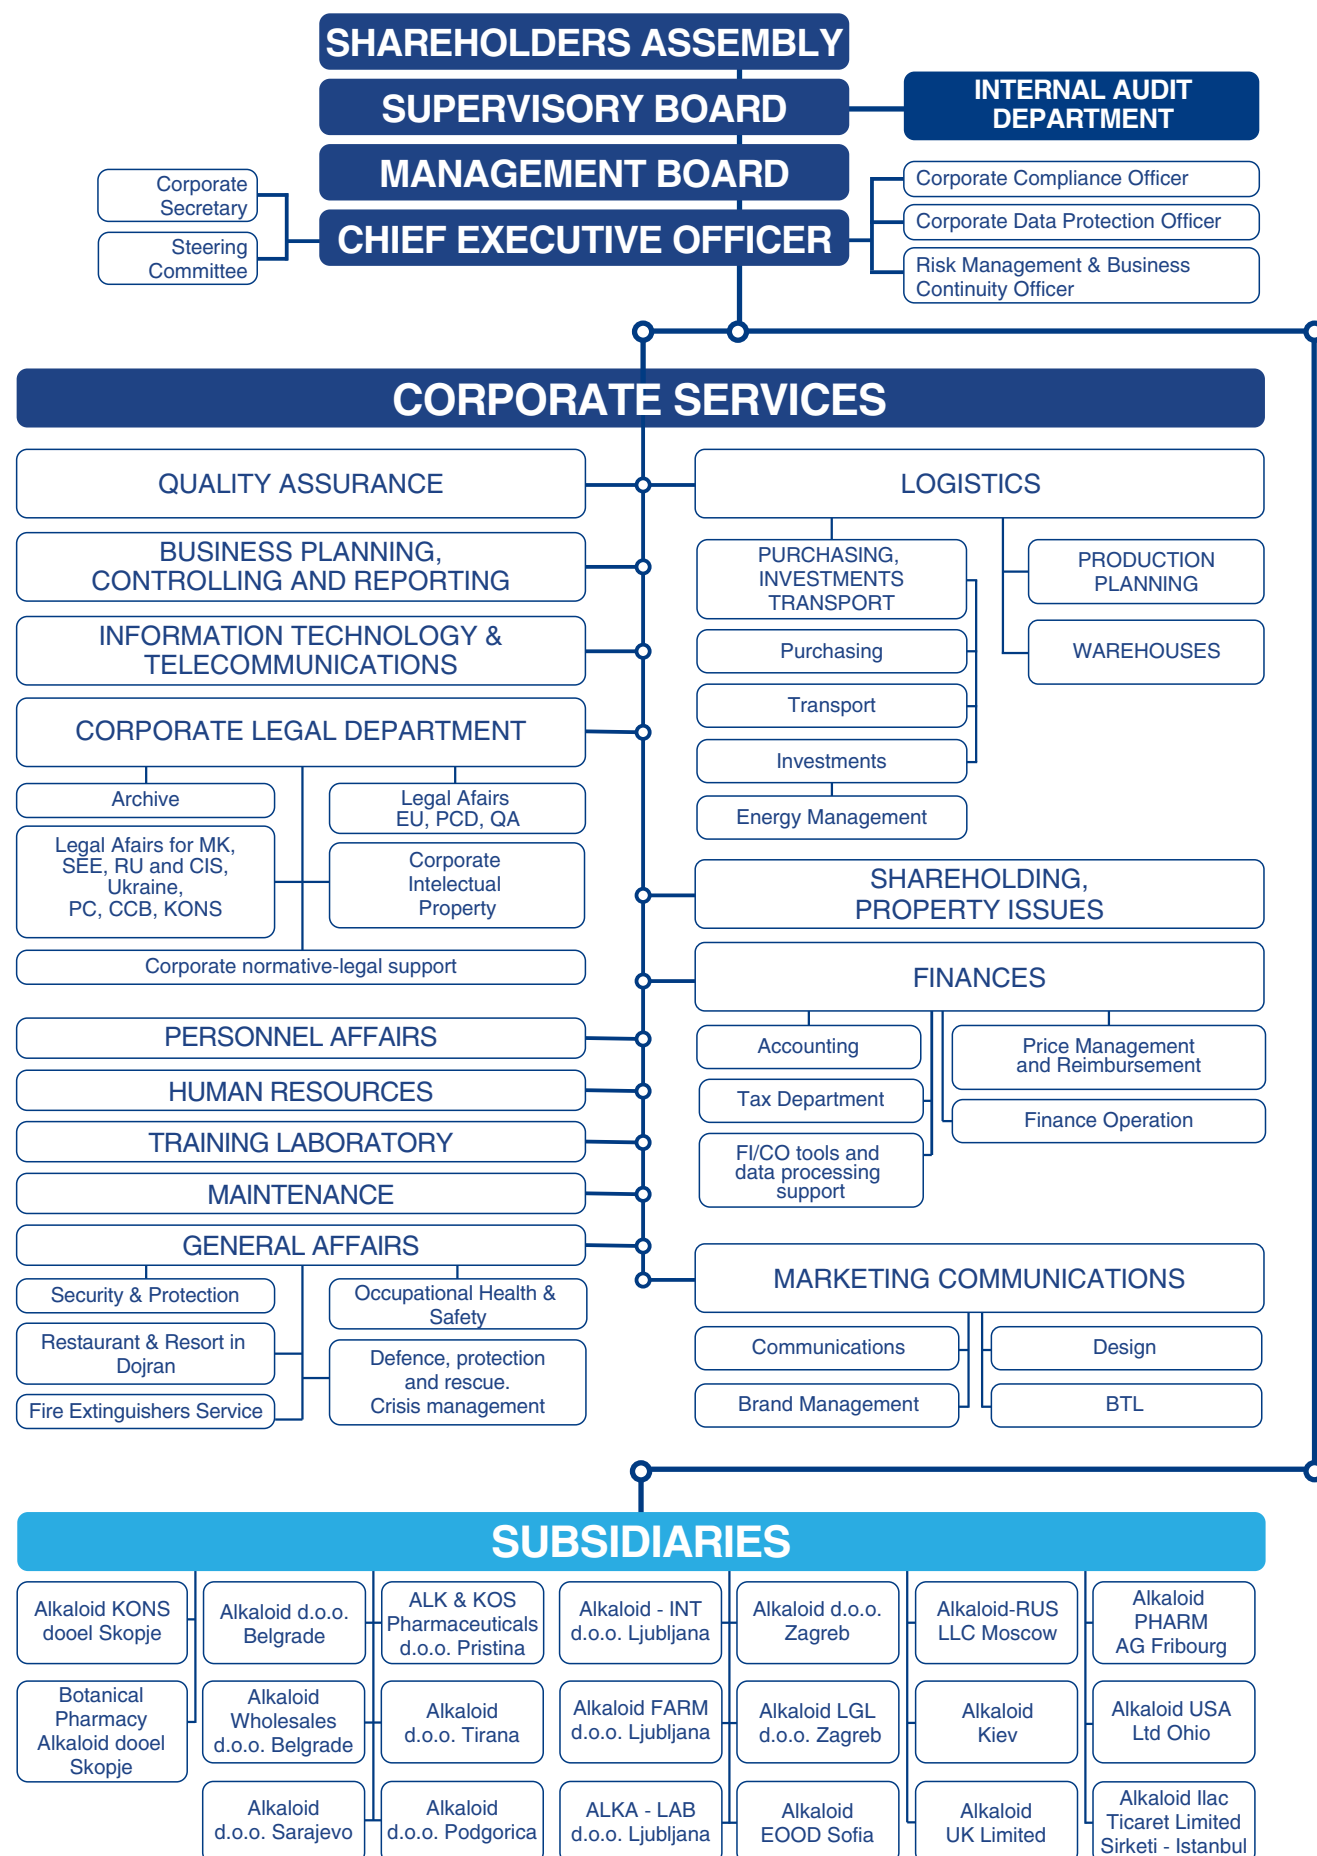 SHAREHOLDERS ASSEMBLY
SUPERVISORY BOARD
INTERNAL AUDIT
DEPARTMENT
MANAGEMENT BOARD
CHIEF EXECUTIVE OFFICER
Corporate
Secretary
Steering
Committee
Corporate Compliance Officer
Corporate Data Protection Officer
Risk Management & Business
Continuity Officer
CORPORATE SERVICES
QUALITY ASSURANCE
BUSINESS PLANNING,
CONTROLLING AND REPORTING
INFORMATION TECHNOLOGY &
TELECOMMUNICATIONS
CORPORATE LEGAL DEPARTMENT
Archive
Legal Afairs
EU, PCD, QA
Legal Afairs for MK,
SEE, RU and CIS,
Ukraine,
PC, CCB, KONS
Corporate
Intelectual
Property
Corporate normative-legal support
PERSONNEL AFFAIRS
HUMAN RESOURCES
TRAINING LABORATORY
MAINTENANCE
GENERAL AFFAIRS
Security & Protection
Occupational Health &
Safety
Restaurant & Resort in
Dojran
Defence, protection
and rescue.
Crisis management
Fire Extinguishers Service
LOGISTICS
PURCHASING,
INVESTMENTS
TRANSPORT
PRODUCTION
PLANNING
Purchasing
WAREHOUSES
Transport
Investments
Energy Management
SHAREHOLDING,
PROPERTY ISSUES
FINANCES
Accounting
Price Management
and Reimbursement
Tax Department
Finance Operation
FI/CO tools and
data processing
support
MARKETING COMMUNICATIONS
Communications
Design
Brand Management
BTL
SUBSIDIARIES
Alkaloid KONS
dooel Skopje
Alkaloid d.o.o.
Belgrade
ALK & KOS
Pharmaceuticals
d.o.o. Pristina
Alkaloid - INT
d.o.o. Ljubljana
Alkaloid d.o.o.
Zagreb
Alkaloid-RUS
LLC Moscow
Alkaloid
PHARM
AG Fribourg
Botanical
Pharmacy
Alkaloid dooel
Skopje
Alkaloid
Wholesales
d.o.o. Belgrade
Alkaloid
d.o.o. Tirana
Alkaloid FARM
d.o.o. Ljubljana
Alkaloid LGL
d.o.o. Zagreb
Alkaloid
Kiev
Alkaloid USA
Ltd Ohio
Alkaloid
d.o.o. Sarajevo
Alkaloid
d.o.o. Podgorica
ALKA - LAB
d.o.o. Ljubljana
Alkaloid
EOOD Sofia
Alkaloid
UK Limited
Alkaloid Ilac
Ticaret Limited
Sirketi - Istanbul